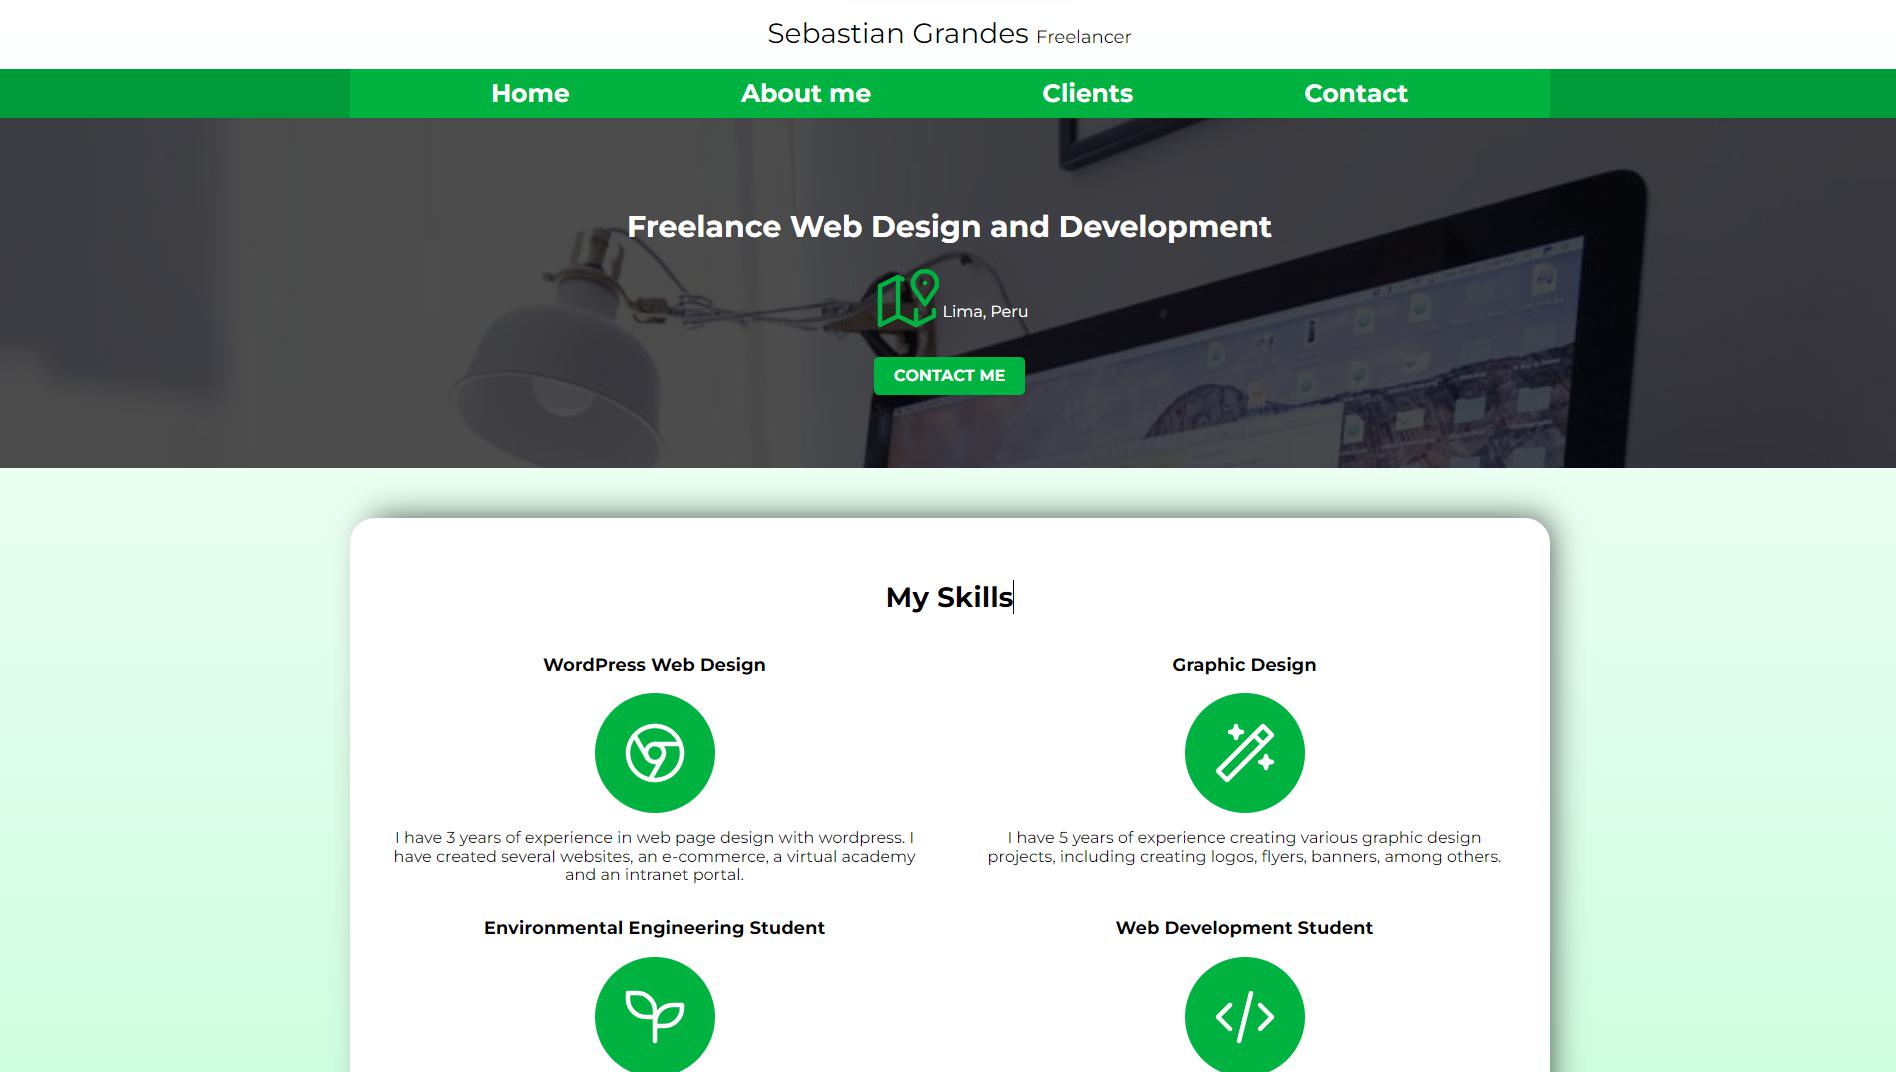 Sebastian Grandes Freelancer
Home About me Clients Contact
Freelance Web Design and Development
Lima, Peru
CONTACT ME
My Skills
WordPress Web Design
I have 3 years of experience in web page design with wordpress. I
have created several websites, an e-commerce, a virtual academy
and an intranet portal.
Graphic Design
I have 5 years of experience creating various graphic design
projects, including creating logos, flyers, banners, among others.
Environmental Engineering Student
Web Development Student